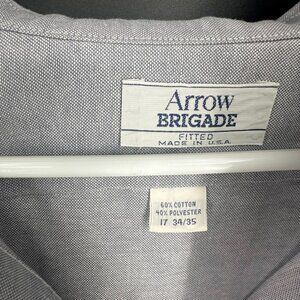 Arrow
BRIGADE
FITTED
MADE IN U.S.A.
60% COTTON
40% POLYESTER
17 34/35